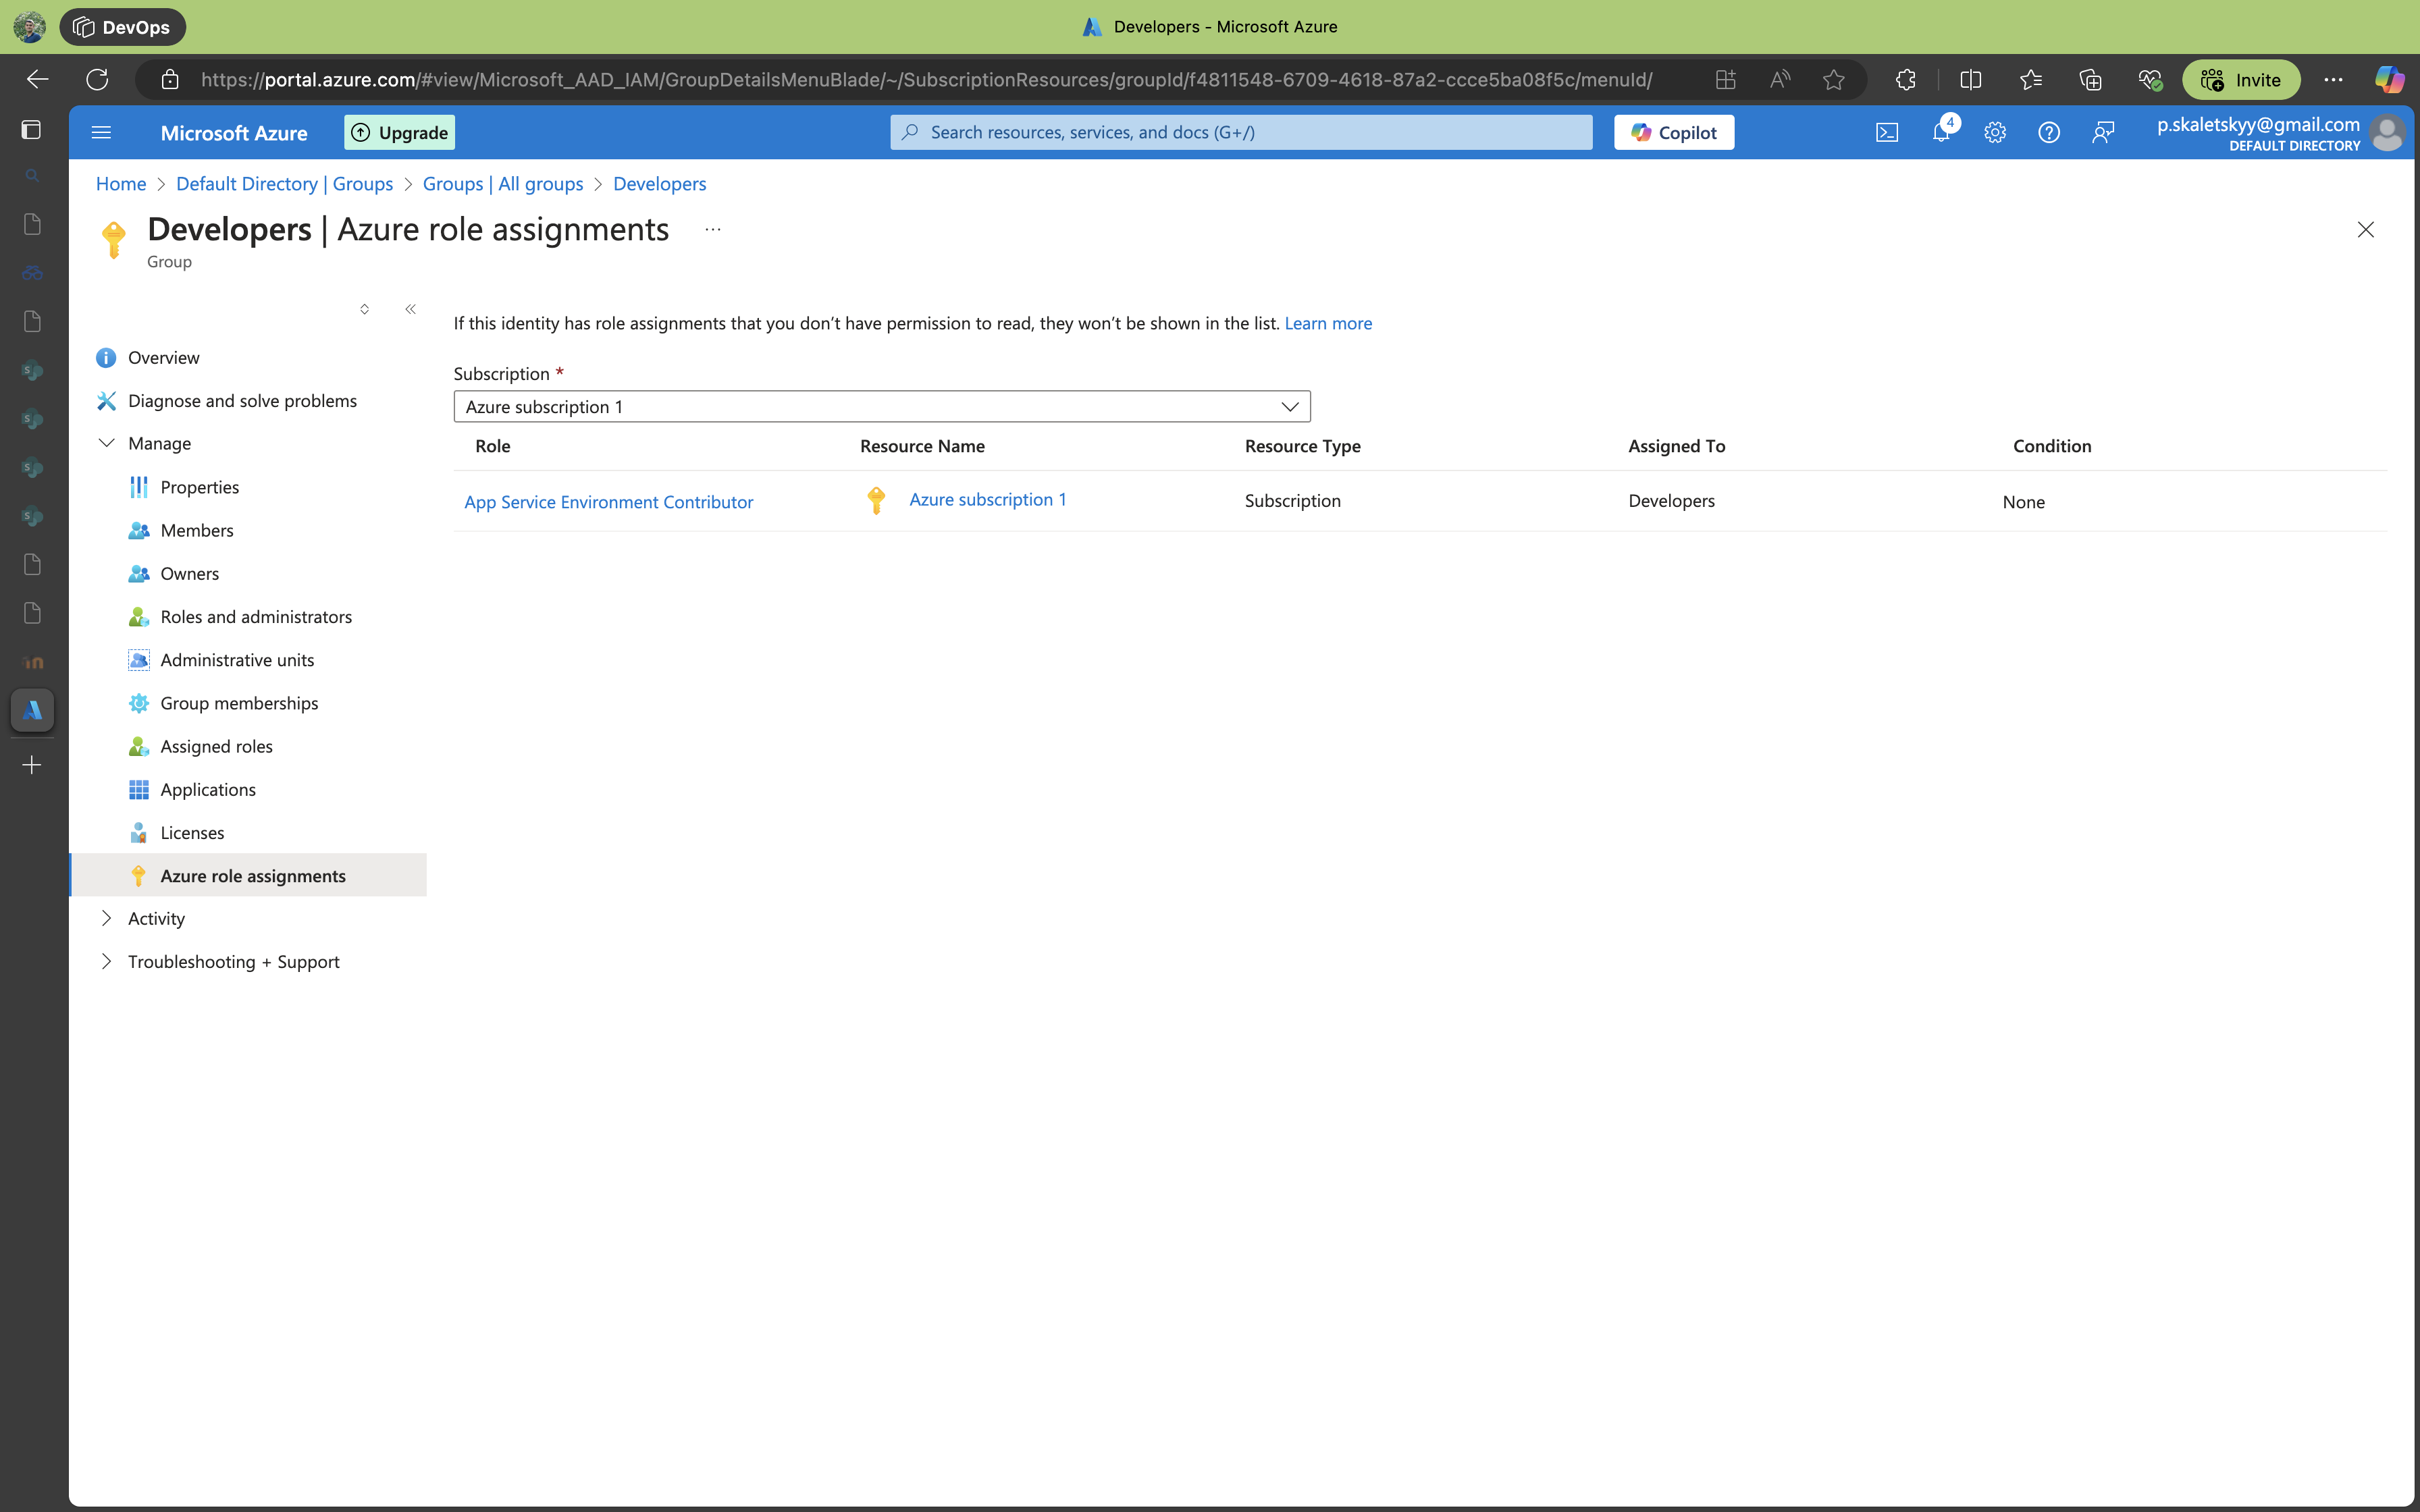 DevOps
Developers - Microsoft Azure
https://portal.azure.com/#view/Microsoft_AAD_IAM/GroupDetailsMenuBlade/~/SubscriptionResources/groupId/f4811548-6709-4618-87a2-ccce5ba08f5c/menuId/
Invite
Microsoft Azure
Upgrade
Search resources, services, and docs (G+/)
Copilot
4
p.skaletskyy@gmail.com
DEFAULT DIRECTORY
Home > Default Directory | Groups > Groups | All groups > Developers
Developers | Azure role assignments ...
Group
Overview
Diagnose and solve problems
Manage
Properties
Members
Owners
Roles and administrators
Administrative units
Group memberships
Assigned roles
Applications
Licenses
Azure role assignments
Activity
Troubleshooting + Support
If this identity has role assignments that you don’t have permission to read, they won’t be shown in the list. Learn more
Subscription *
Azure subscription 1
Role Resource Name Resource Type Assigned To Condition
App Service Environment Contributor Azure subscription 1 Subscription Developers None